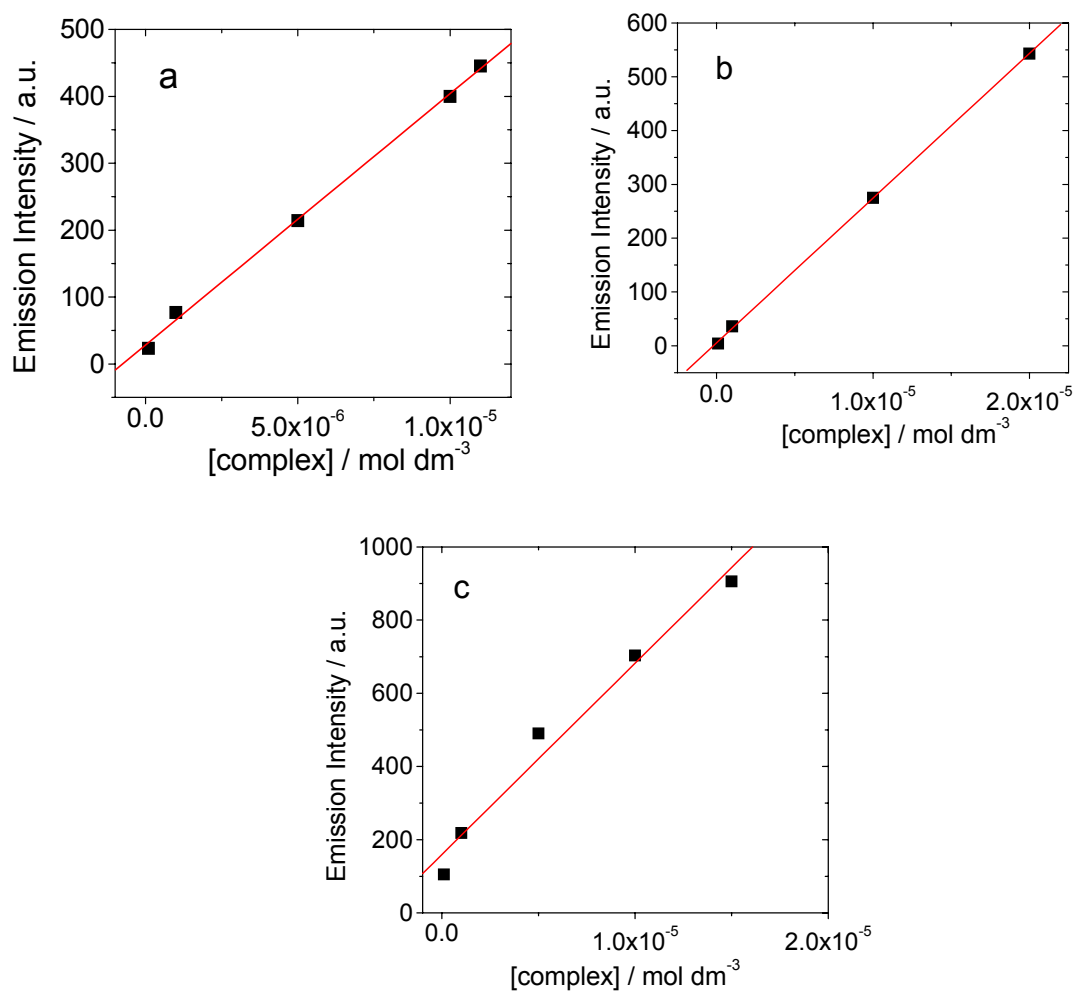 a
Emission Intensity / a.u.
500
400
300
200
100
0
0.0
5.0x10⁻⁶
1.0x10⁻⁵
[complex] / mol dm⁻³
b
Emission Intensity / a.u.
600
500
400
300
200
100
0
0.0
1.0x10⁻⁵
2.0x10⁻⁵
[complex] / mol dm⁻³
c
Emission Intensity / a.u.
1000
800
600
400
200
0
0.0
1.0x10⁻⁵
2.0x10⁻⁵
[complex] / mol dm⁻³